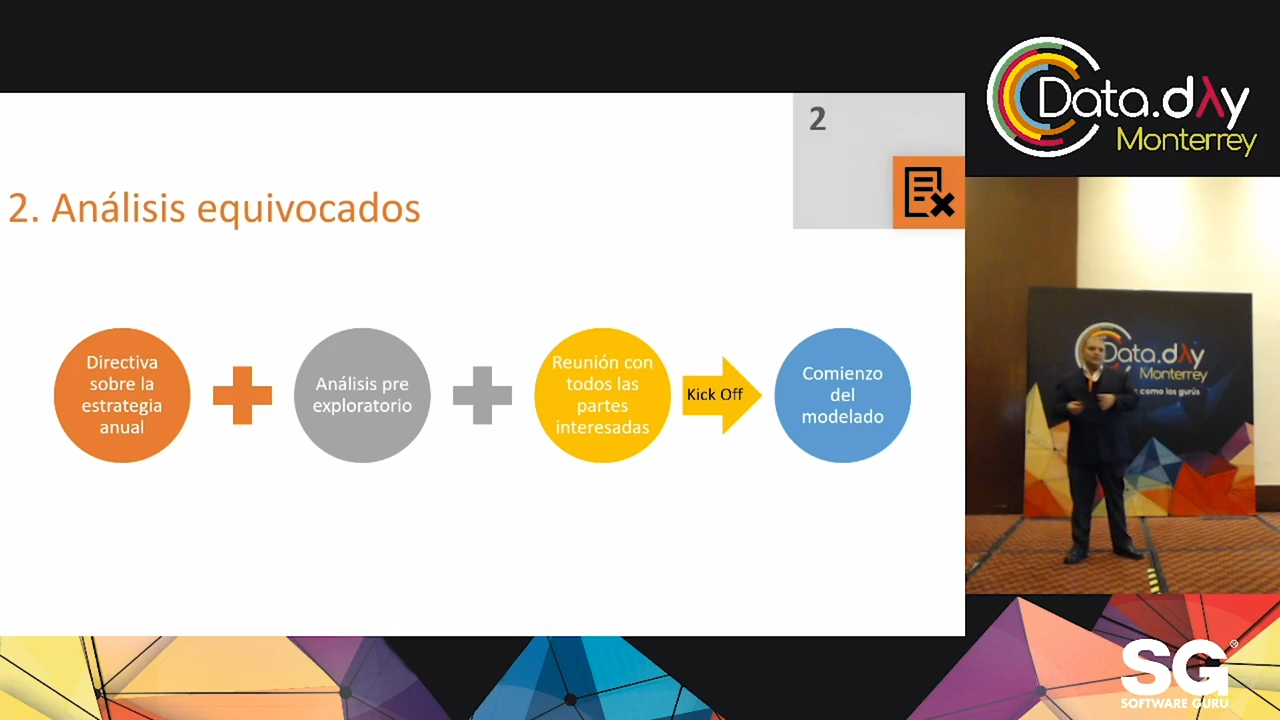 2
2. Análisis equivocados
Directiva
sobre la
estrategia
anual
Análisis pre
exploratorio
Reunión con
todos las
partes
interesadas
Kick Off
Comienzo
del
modelado
Data.dλy
Monterrey
Data.dλy
Monterrey
como los gurús
SG
SOFTWARE GURU